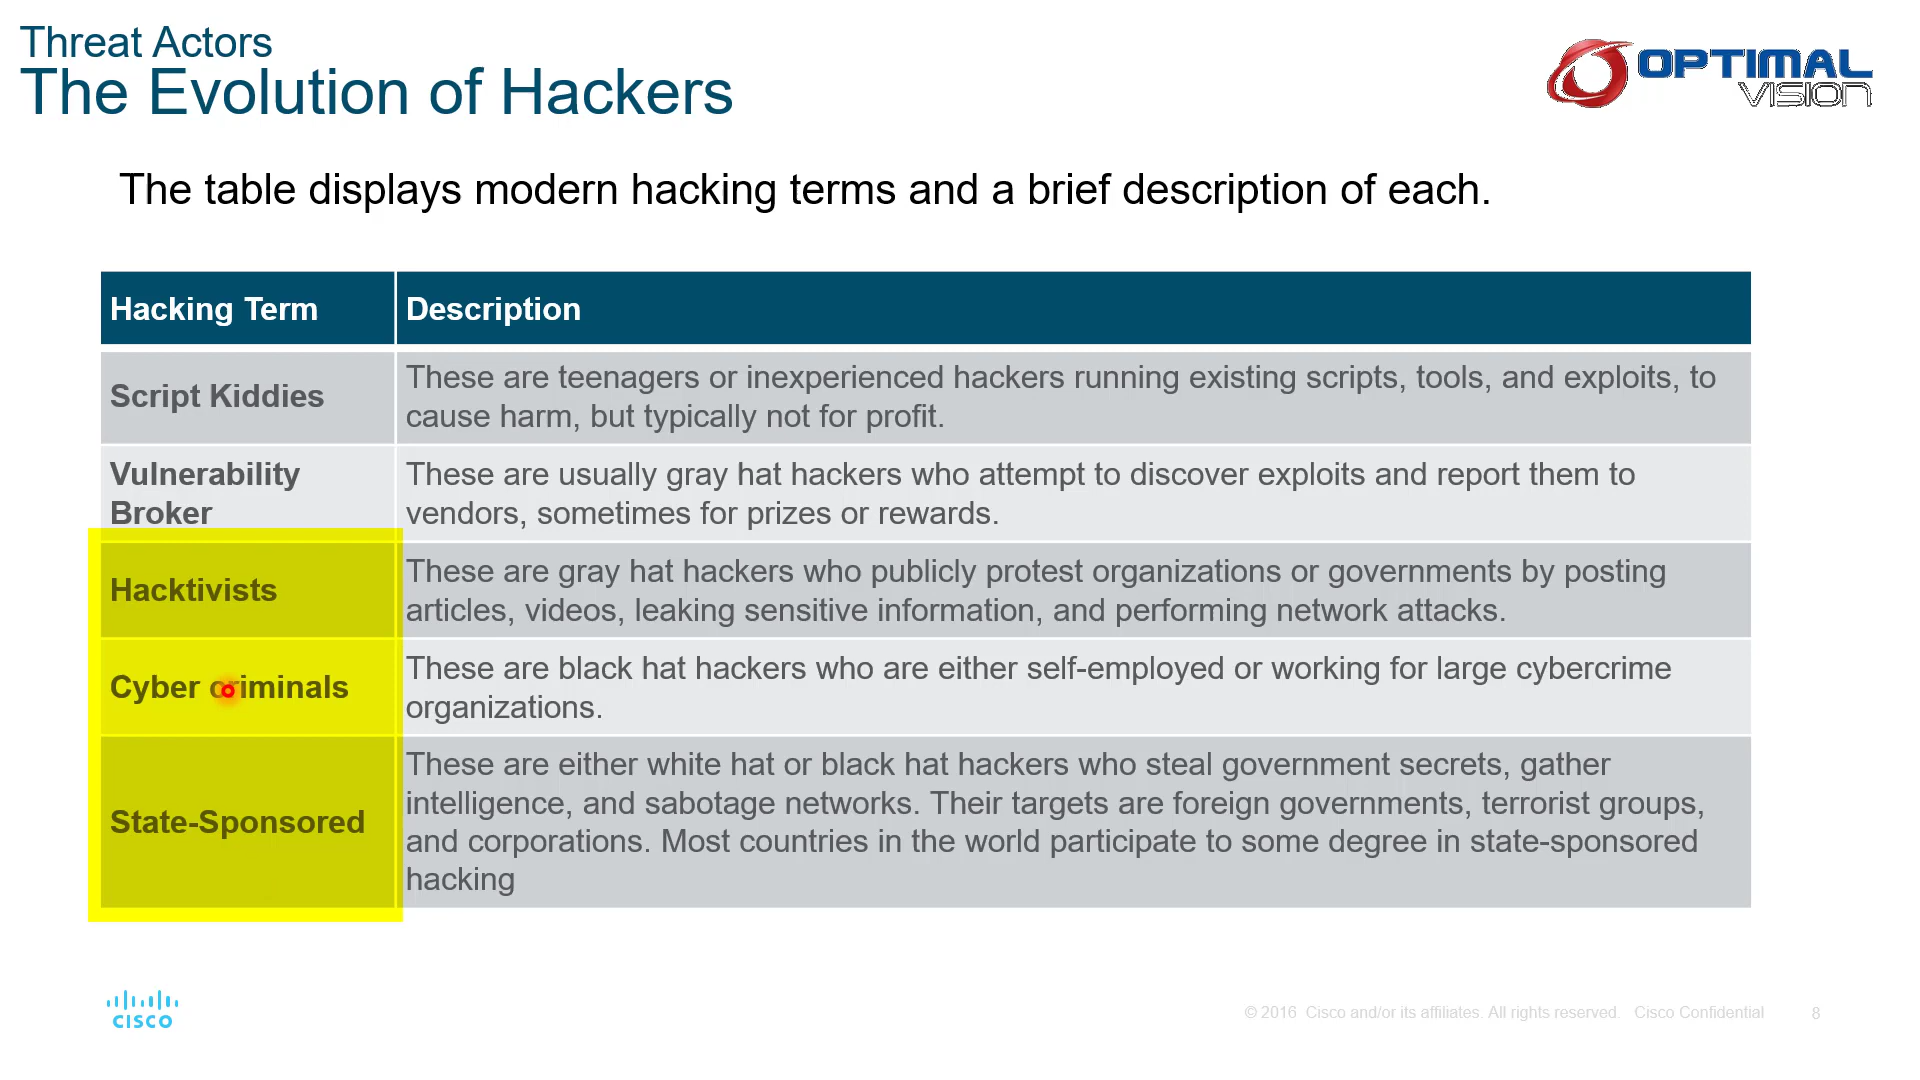 Threat Actors
The Evolution of Hackers
OPTIMAL
VISION
The table displays modern hacking terms and a brief description of each.
Hacking Term
Description
Script Kiddies
These are teenagers or inexperienced hackers running existing scripts, tools, and exploits, to
cause harm, but typically not for profit.
Vulnerability
Broker
These are usually gray hat hackers who attempt to discover exploits and report them to
vendors, sometimes for prizes or rewards.
Hacktivists
These are gray hat hackers who publicly protest organizations or governments by posting
articles, videos, leaking sensitive information, and performing network attacks.
Cyber criminals
These are black hat hackers who are either self-employed or working for large cybercrime
organizations.
State-Sponsored
These are either white hat or black hat hackers who steal government secrets, gather
intelligence, and sabotage networks. Their targets are foreign governments, terrorist groups,
and corporations. Most countries in the world participate to some degree in state-sponsored
hacking
CISCO
© 2016 Cisco and/or its affiliates. All rights reserved. Cisco Confidential
8